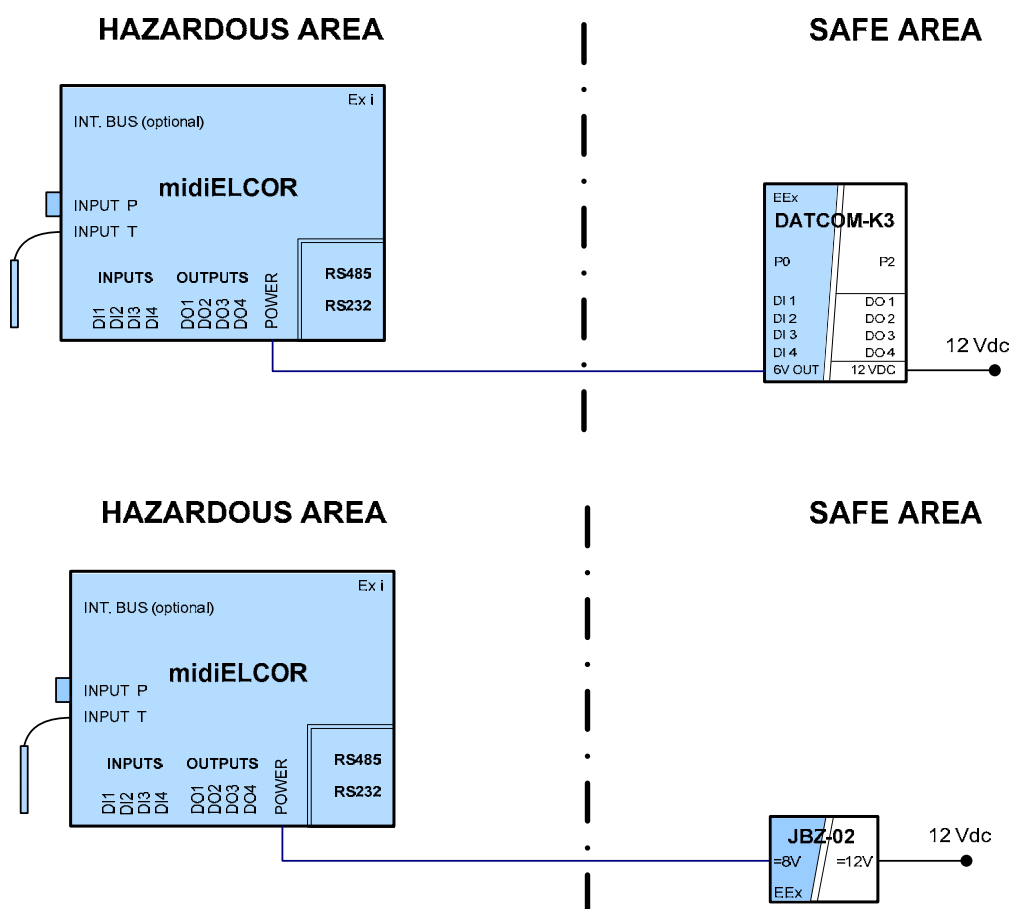 HAZARDOUS AREA
SAFE AREA
Ex i
INT. BUS (optional)
midiELCOR
INPUT P
INPUT T
INPUTS
OUTPUTS
DI1
DI2
DI3
DI4
DO1
DO2
DO3
DO4
POWER
RS485
RS232
EEx
DATCOM-K3
P0
P2
DI 1
DO 1
DI 2
DO 2
DI 3
DO 3
DI 4
DO 4
6V OUT
12 VDC
12 Vdc
HAZARDOUS AREA
SAFE AREA
Ex i
INT. BUS (optional)
midiELCOR
INPUT P
INPUT T
INPUTS
OUTPUTS
DI1
DI2
DI3
DI4
DO1
DO2
DO3
DO4
POWER
RS485
RS232
JBZ-02
=8V
=12V
EEx
12 Vdc